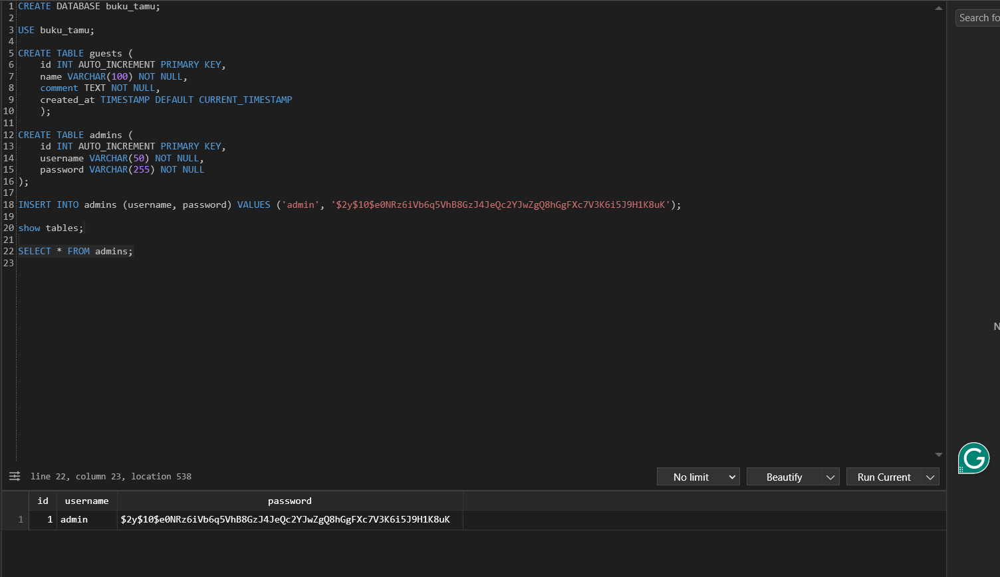 1 CREATE DATABASE buku_tamu;
2
3 USE buku_tamu;
4
5 CREATE TABLE guests (
6 id INT AUTO_INCREMENT PRIMARY KEY,
7 name VARCHAR(100) NOT NULL,
8 comment TEXT NOT NULL,
9 created_at TIMESTAMP DEFAULT CURRENT_TIMESTAMP
10 );
11
12 CREATE TABLE admins (
13 id INT AUTO_INCREMENT PRIMARY KEY,
14 username VARCHAR(50) NOT NULL,
15 password VARCHAR(255) NOT NULL
16 );
17
18 INSERT INTO admins (username, password) VALUES ('admin', '$2y$10$e0NRz6iVb6q5VhB8GzJ4JeQc2YJwZgQ8hGgFXc7V3K6i5J9H1K8uK');
19
20 show tables;
21
22 SELECT * FROM admins;
23
Search fo
N
G
line 22, column 23, location 538
No limit Beautify Run Current
id username password
1 1 admin $2y$10$e0NRz6iVb6q5VhB8GzJ4JeQc2YJwZgQ8hGgFXc7V3K6i5J9H1K8uK